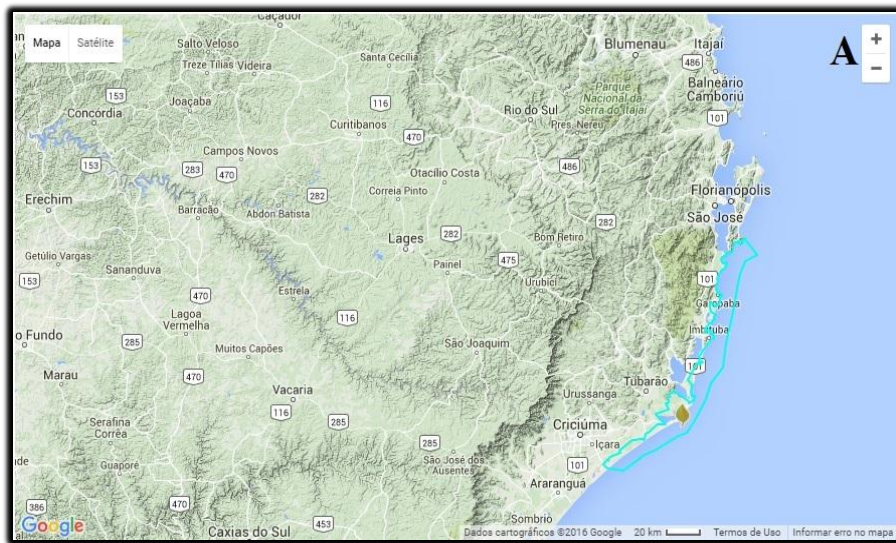 Mapa
Satélite
A
+
−
Caçador
Salto Veloso
Treze Tílias
Videira
Santa Cecília
Blumenau
Itajaí
486
Balneário
Camboriú
Parque
Nacional da
Serra do Itajaí
153
Concórdia
Joaçaba
116
Curitibanos
Rio do Sul
Pres. Nereu
101
470
153
283
Campos Novos
470
Otacílio Costa
486
Erechim
Barracão
Abdon Batista
282
Correia Pinto
Florianópolis
São José
Lages
282
282
Getúlio Vargas
Painel
475
Bom Retiro
153
Sananduva
Urubici
101
470
Estrela
Garopaba
116
Lagoa
Vermelha
o Fundo
285
Muitos Capões
São Joaquim
Imbituba
101
Marau
470
Tubarão
Vacaria
Urussanga
116
285
Serafina
Corrêa
285
Criciúma
Içara
Guaporé
São José dos
Ausentes
101
Araranguá
386
470
453
Sombrio
Google
Caxias do Sul
Dados cartográficos ©2016 Google
20 km
Termos de Uso
Informar erro no mapa